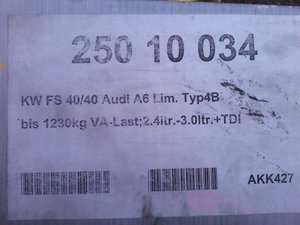 250 10 034
KW FS 40/40 Audi A6 Lim. Typ4B
bis 1230kg VA-Last;2.4ltr.-3.0ltr.+TDI
AKK427